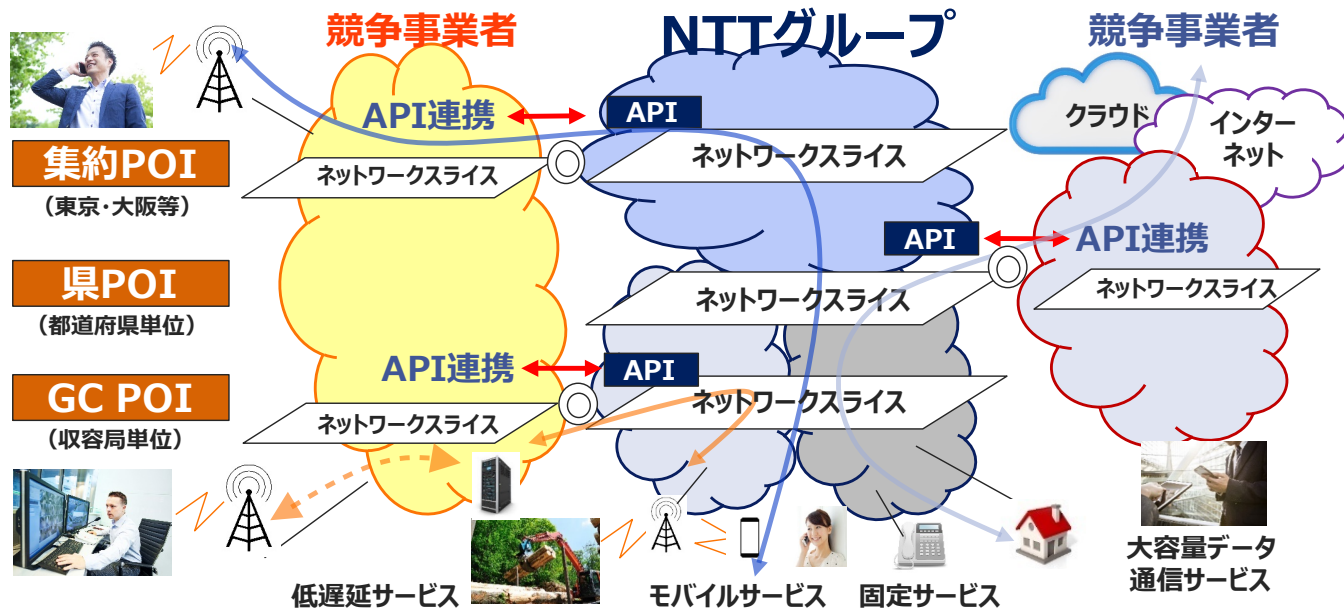 競争事業者
NTTグループ
競争事業者
API連携
API
クラウド
インター
ネット
集約POI
(東京・大阪等)
ネットワークスライス
ネットワークスライス
API
API連携
県POI
(都道府県単位)
ネットワークスライス
ネットワークスライス
API連携
API
GC POI
(収容局単位)
ネットワークスライス
ネットワークスライス
低遅延サービス
モバイルサービス
固定サービス
大容量データ
通信サービス